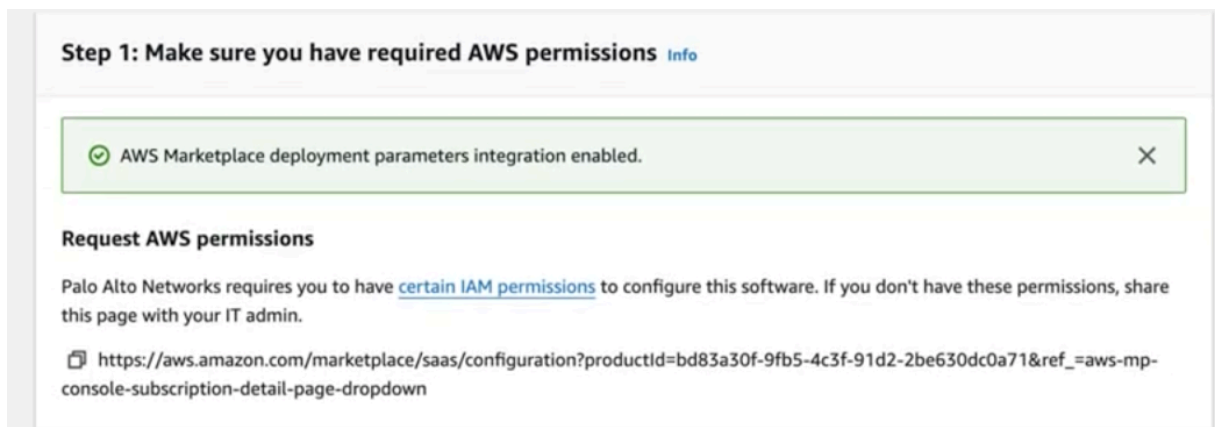 Step 1: Make sure you have required AWS permissions Info
AWS Marketplace deployment parameters integration enabled.
Request AWS permissions
Palo Alto Networks requires you to have certain IAM permissions to configure this software. If you don't have these permissions, share
this page with your IT admin.
https://aws.amazon.com/marketplace/saas/configuration?productId=bd83a30f-9fb5-4c3f-91d2-2be630dc0a71&ref_=aws-mp-
console-subscription-detail-page-dropdown